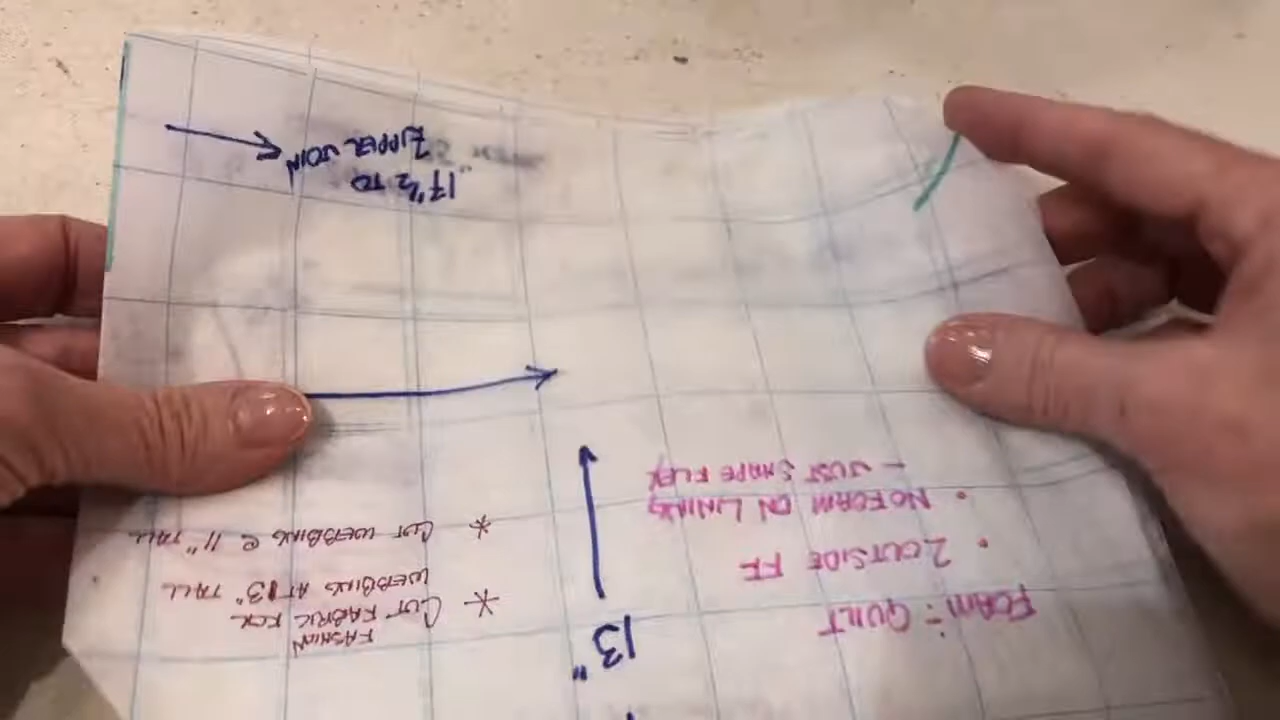 FOAM - QUILT
• 2 OUTSIDE FF
• NO FOAM ON LINING
- JUST SHAPE FLEX
13"
FASHION
* CUT FABRIC FOR
WEBBING AT 13" TALL
* CUT WEBBING @ 11" TALL
17½" TO
ZIPPER JOIN